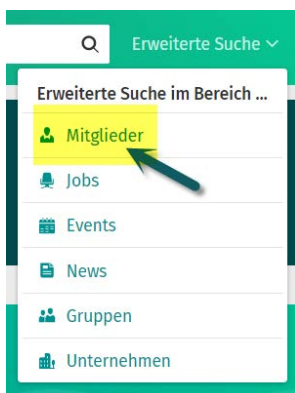 Erweiterte Suche
Erweiterte Suche im Bereich ...
Mitglieder
Jobs
Events
News
Gruppen
Unternehmen